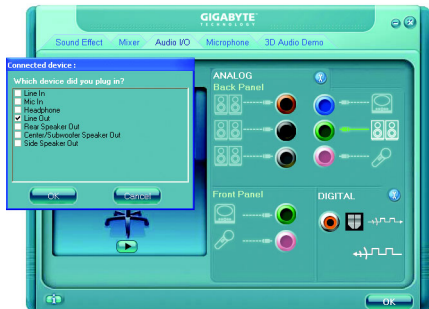 GIGABYTE
TECHNOLOGY
Sound Effect Mixer Audio I/O Microphone 3D Audio Demo
Connected device :
Which device did you plug in?
Line In
Mic In
Headphone
Line Out
Rear Speaker Out
Center/Subwoofer Speaker Out
Side Speaker Out
OK Cancel
ANALOG
Back Panel
Front Panel
DIGITAL
OK